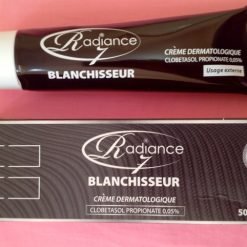 Radiance
7
BLANCHISSEUR
CRÈME DERMATOLOGIQUE
CLOBETASOL PROPIONATE 0,05%
Usage externe
Radiance
7
BLANCHISSEUR
CRÈME DERMATOLOGIQUE
CLOBETASOL PROPIONATE 0,05%
50